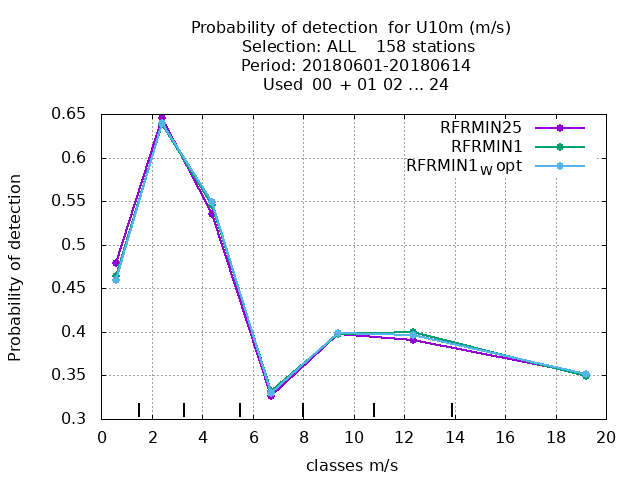 Probability of detection for U10m (m/s)
Selection: ALL 158 stations
Period: 20180601-20180614
Used 00 + 01 02 ... 24
0.65
0.6
0.55
0.5
0.45
0.4
0.35
0.3
Probability of detection
RFRMIN25
RFRMIN1
RFRMIN1W opt
0 2 4 6 8 10 12 14 16 18 20
classes m/s